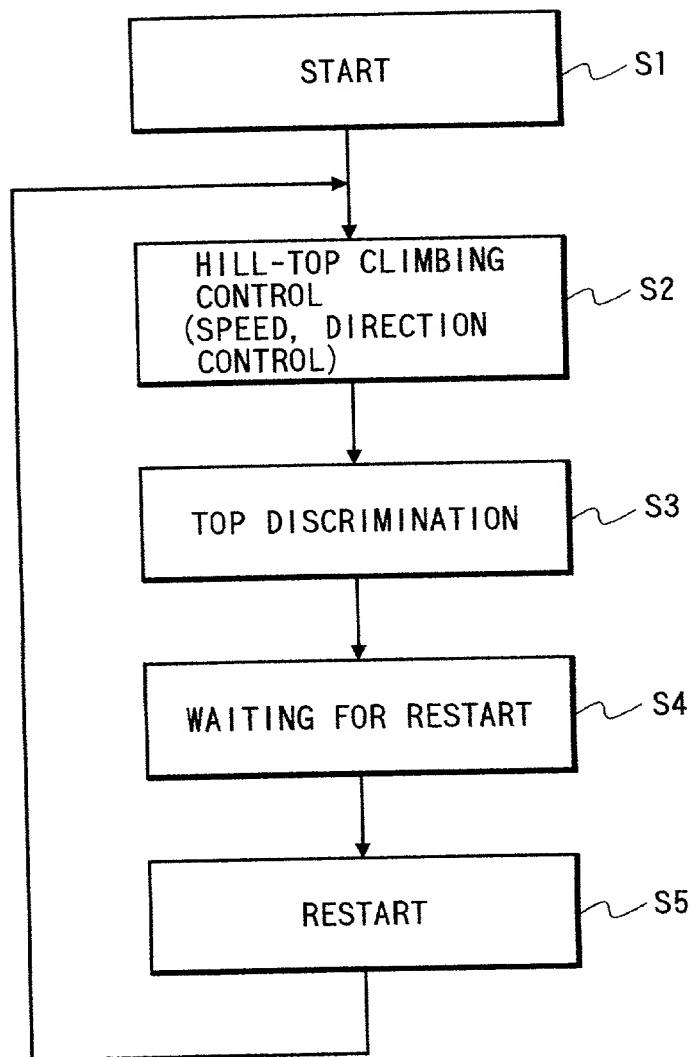 START
S1
HILL-TOP CLIMBING
CONTROL
(SPEED, DIRECTION
CONTROL)
S2
TOP DISCRIMINATION
S3
WAITING FOR RESTART
S4
RESTART
S5